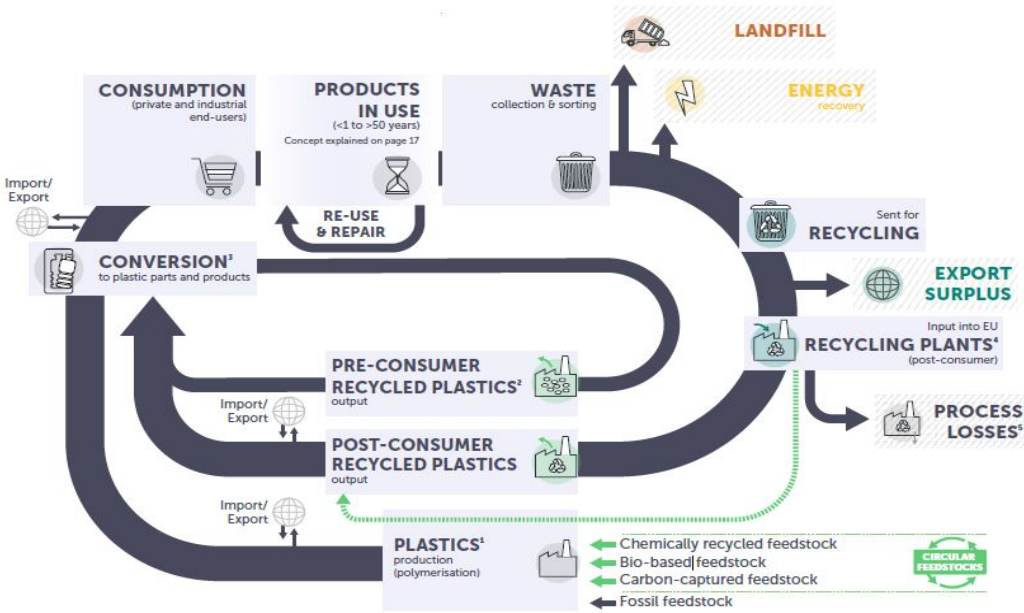 LANDFILL
ENERGY
recovery
CONSUMPTION
(private and industrial
end-users)
PRODUCTS
IN USE
(<1 to >50 years)
Concept explained on page 17
WASTE
collection & sorting
Import/
Export
RE-USE
& REPAIR
Sent for
RECYCLING
CONVERSION³
to plastic parts and products
EXPORT
SURPLUS
Input into EU
RECYCLING PLANTS⁴
(post-consumer)
PRE-CONSUMER
RECYCLED PLASTICS²
output
Import/
Export
PROCESS
LOSSES⁵
POST-CONSUMER
RECYCLED PLASTICS
output
Import/
Export
PLASTICS¹
production
(polymerisation)
Chemically recycled feedstock
Bio-based feedstock
Carbon-captured feedstock
Fossil feedstock
CIRCULAR
FEEDSTOCKS